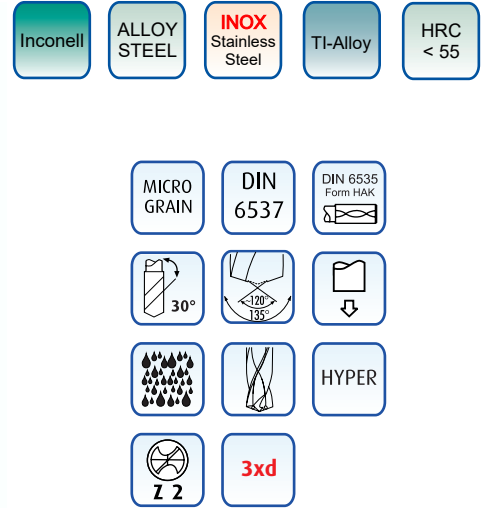 Inconell
ALLOY
STEEL
INOX
Stainless
Steel
TI-Alloy
HRC
< 55
MICRO
GRAIN
DIN
6537
DIN 6535
Form HAK
30°
~120°
135°
HYPER
Z 2
3xd